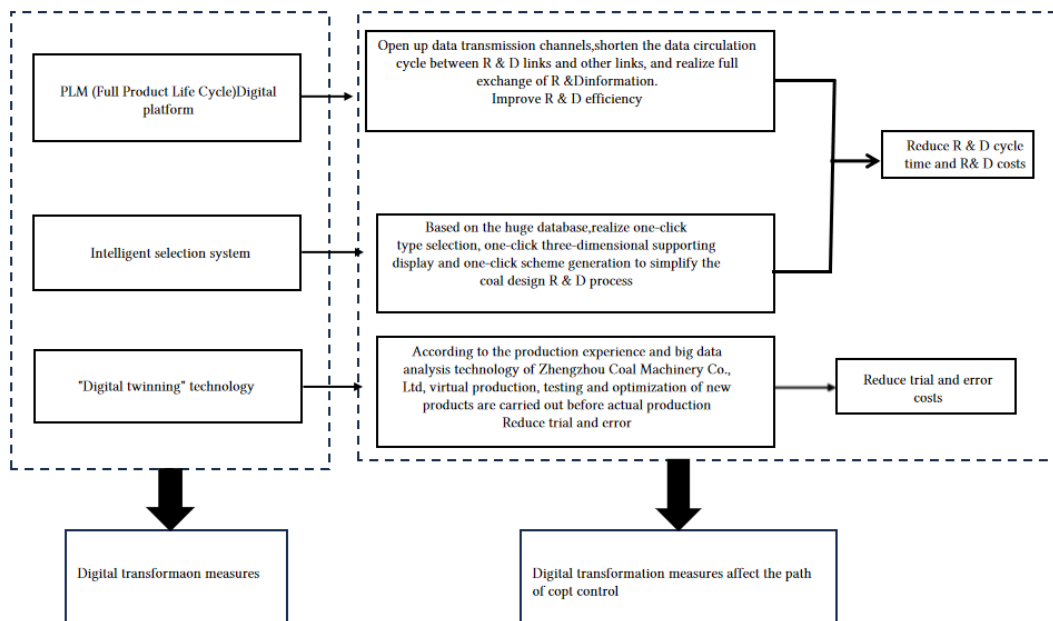 PLM (Full Product Life Cycle)Digital
platform
Open up data transmission channels,shorten the data circulation
cycle between R & D links and other links, and realize full
exchange of R &Dinformation.
Improve R & D efficiency
Reduce R & D cycle
time and R& D costs
Intelligent selection system
Based on the huge database,realize one-click
type selection, one-click three-dimensional supporting
display and one-click scheme generation to simplify the
coal design R & D process
"Digital twinning" technology
According to the production experience and big data
analysis technology of Zhengzhou Coal Machinery Co.,
Ltd, virtual production, testing and optimization of new
products are carried out before actual production
Reduce trial and error
Reduce trial and error
costs
Digital transformaon measures
Digital transformation measures affect the path
of copt control